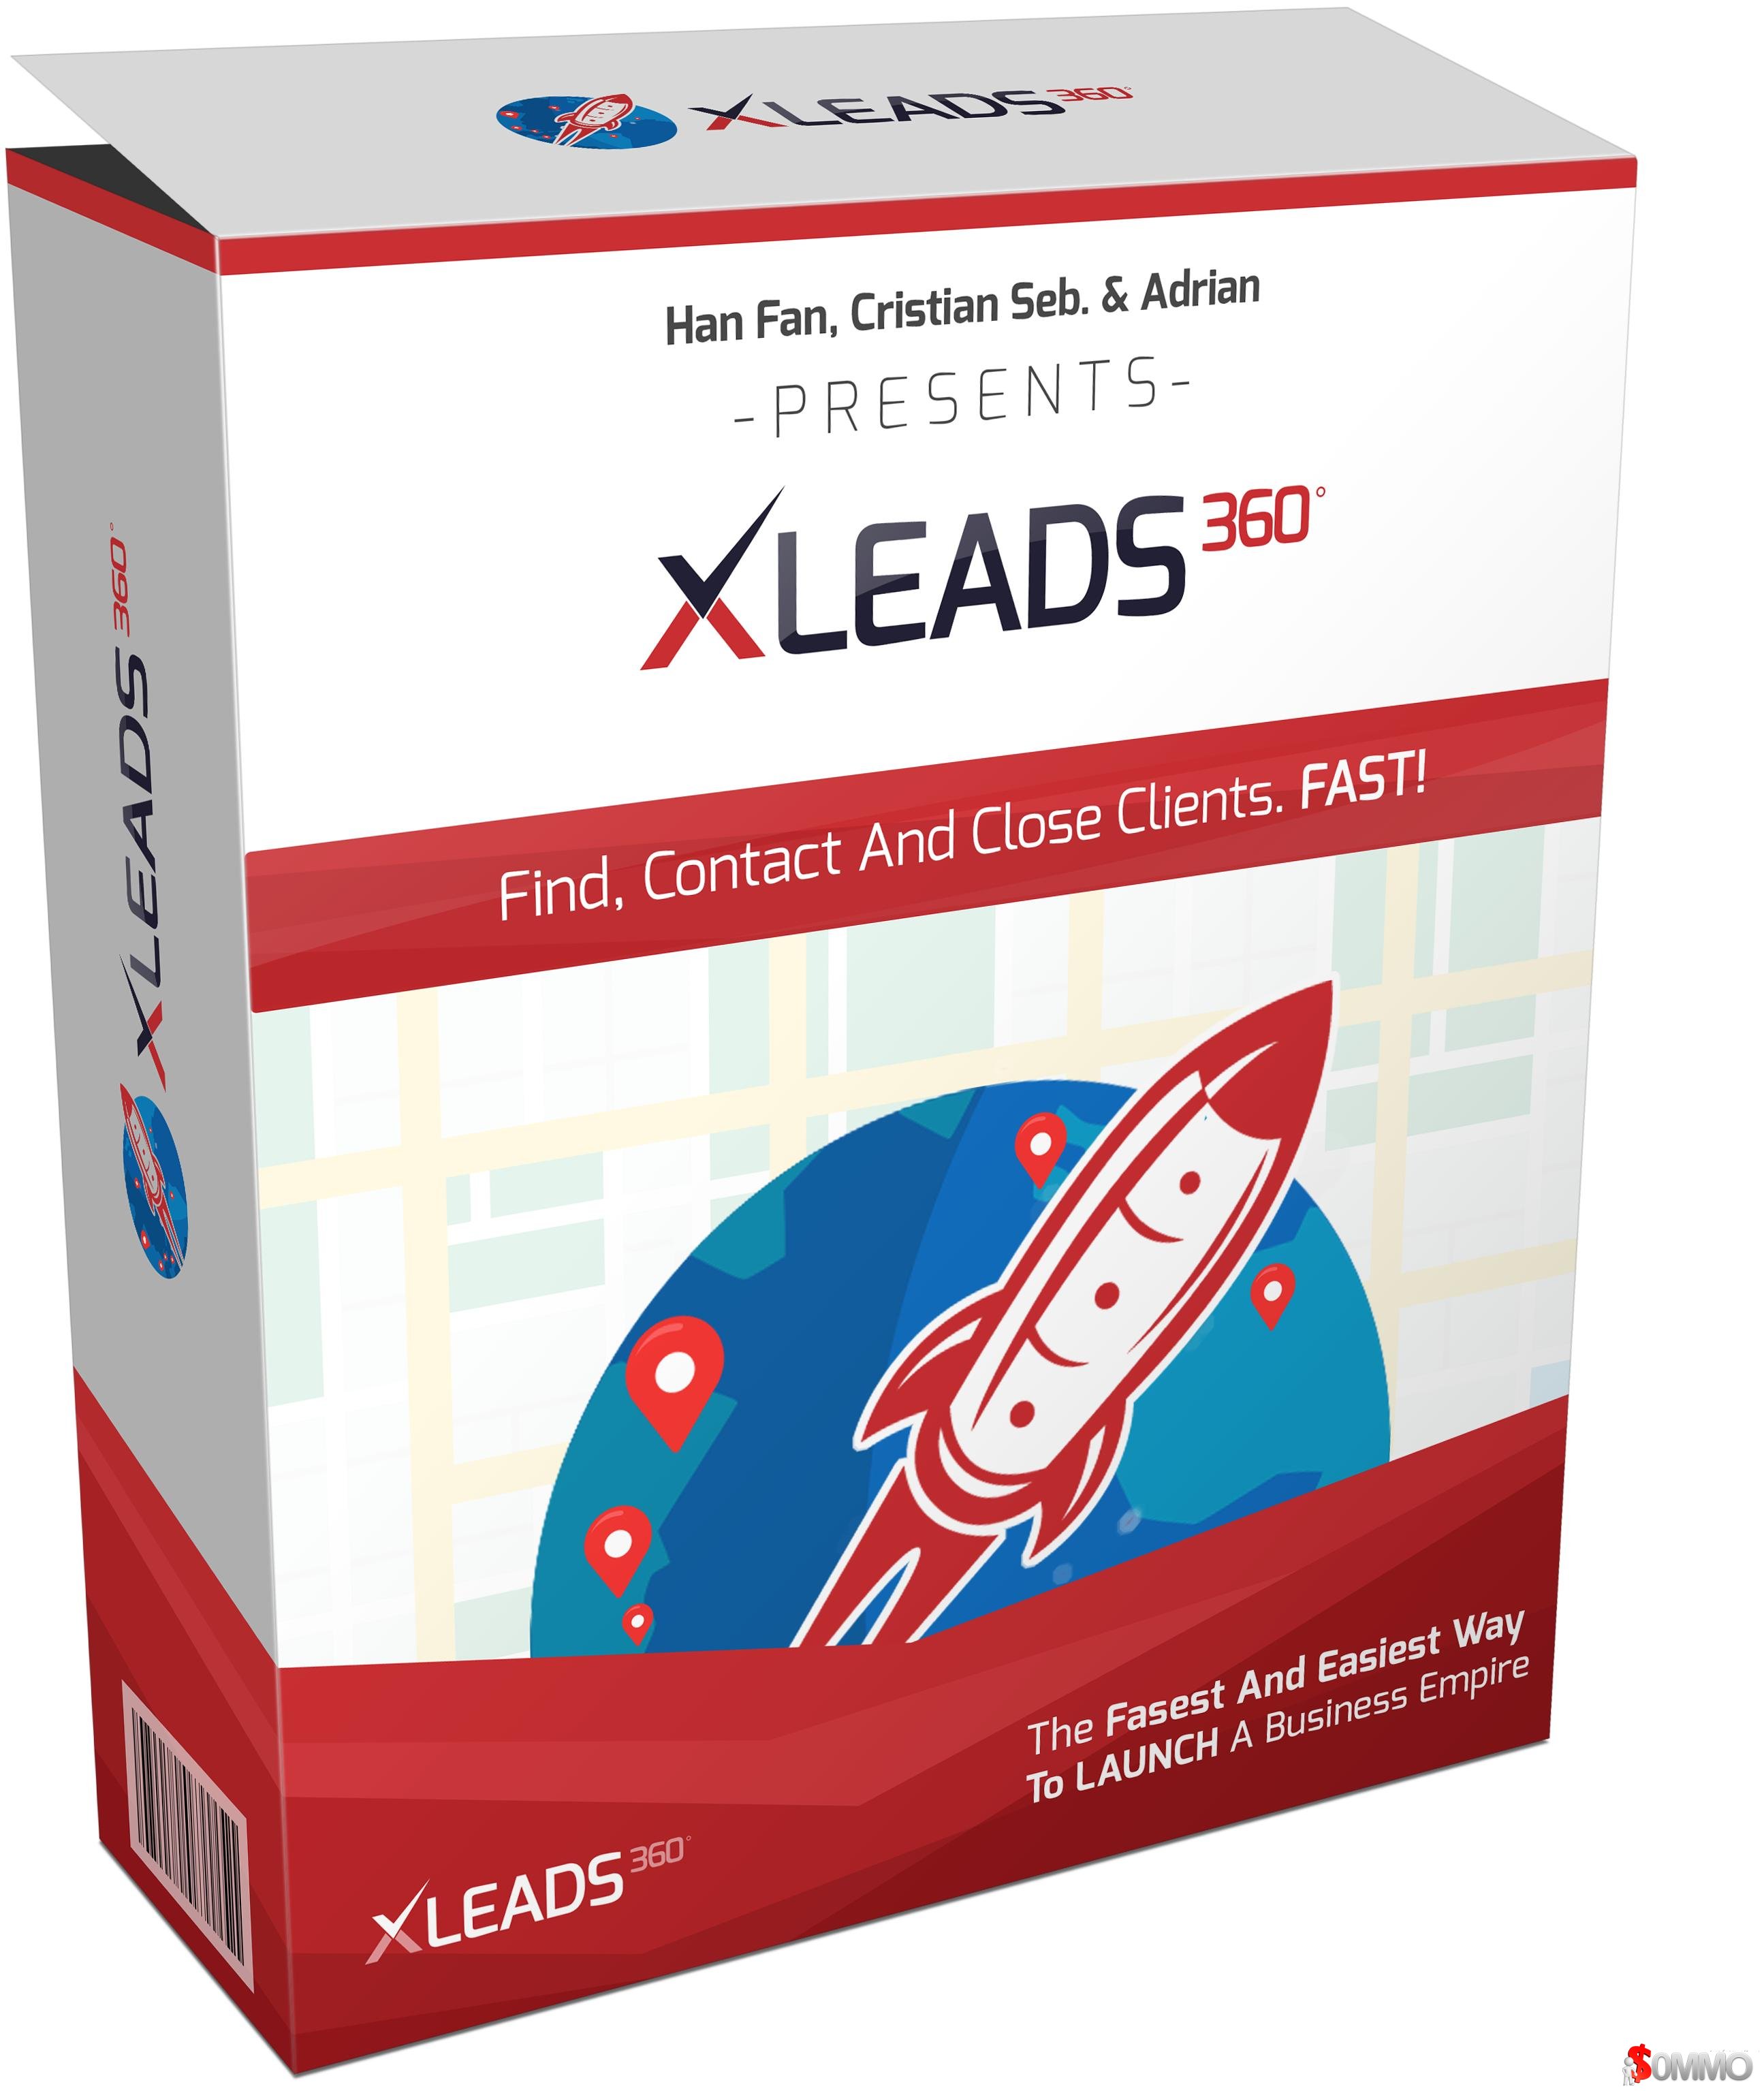 XLEADS 360°
Han Fan, Cristian Seb. & Adrian
-PRESENTS-
XLEADS 360°
Find, Contact And Close Clients. FAST!
XLEADS 360°
The Fasest And Easiest Way
To LAUNCH A Business Empire
XLEADS 360°
$OMMO